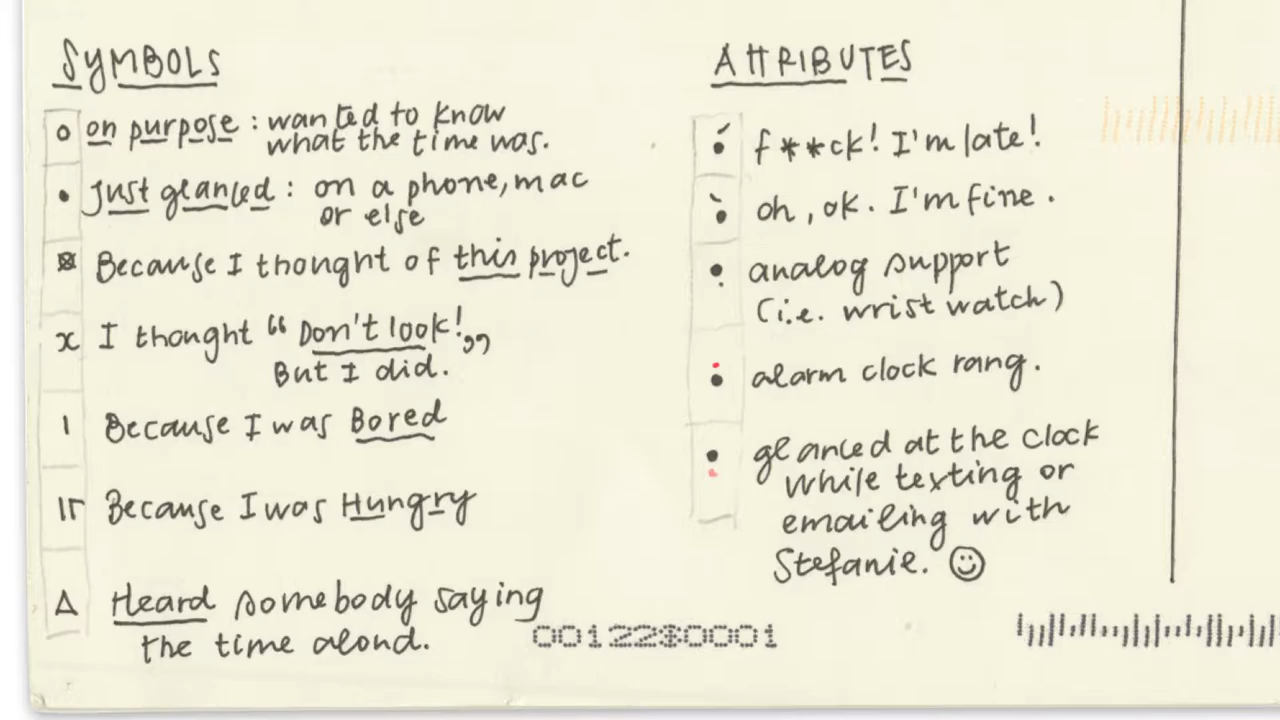 SYMBOLS
o on purpose : wanted to know
what the time was.
• Just glanced : on a phone, mac
or else
Because I thought of this project.
x I thought “Don't look!„
But I did.
I Because I was Bored
Because I was Hungry
Δ Heard somebody saying
the time aloud.
ATTRIBUTES
f**ck! I'm late!
oh, ok. I'm fine.
analog support
(i.e. wrist watch)
alarm clock rang.
glanced at the clock
while texting or
emailing with
Stefanie. ☺
00122$0001